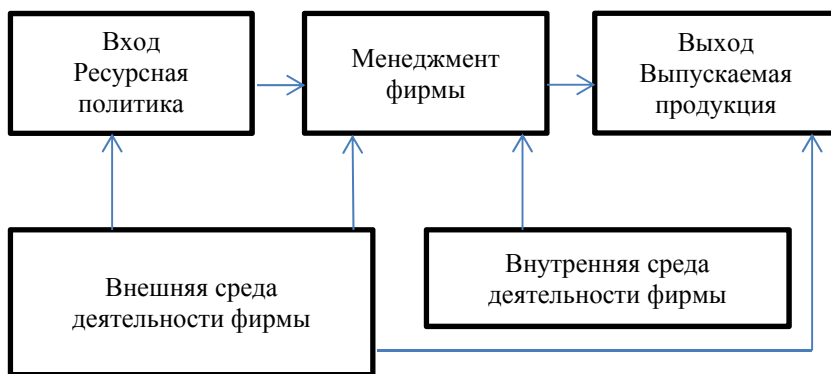 Вход
Ресурсная
политика
Менеджмент
фирмы
Выход
Выпускаемая
продукция
Внешняя среда
деятельности фирмы
Внутренняя среда
деятельности фирмы